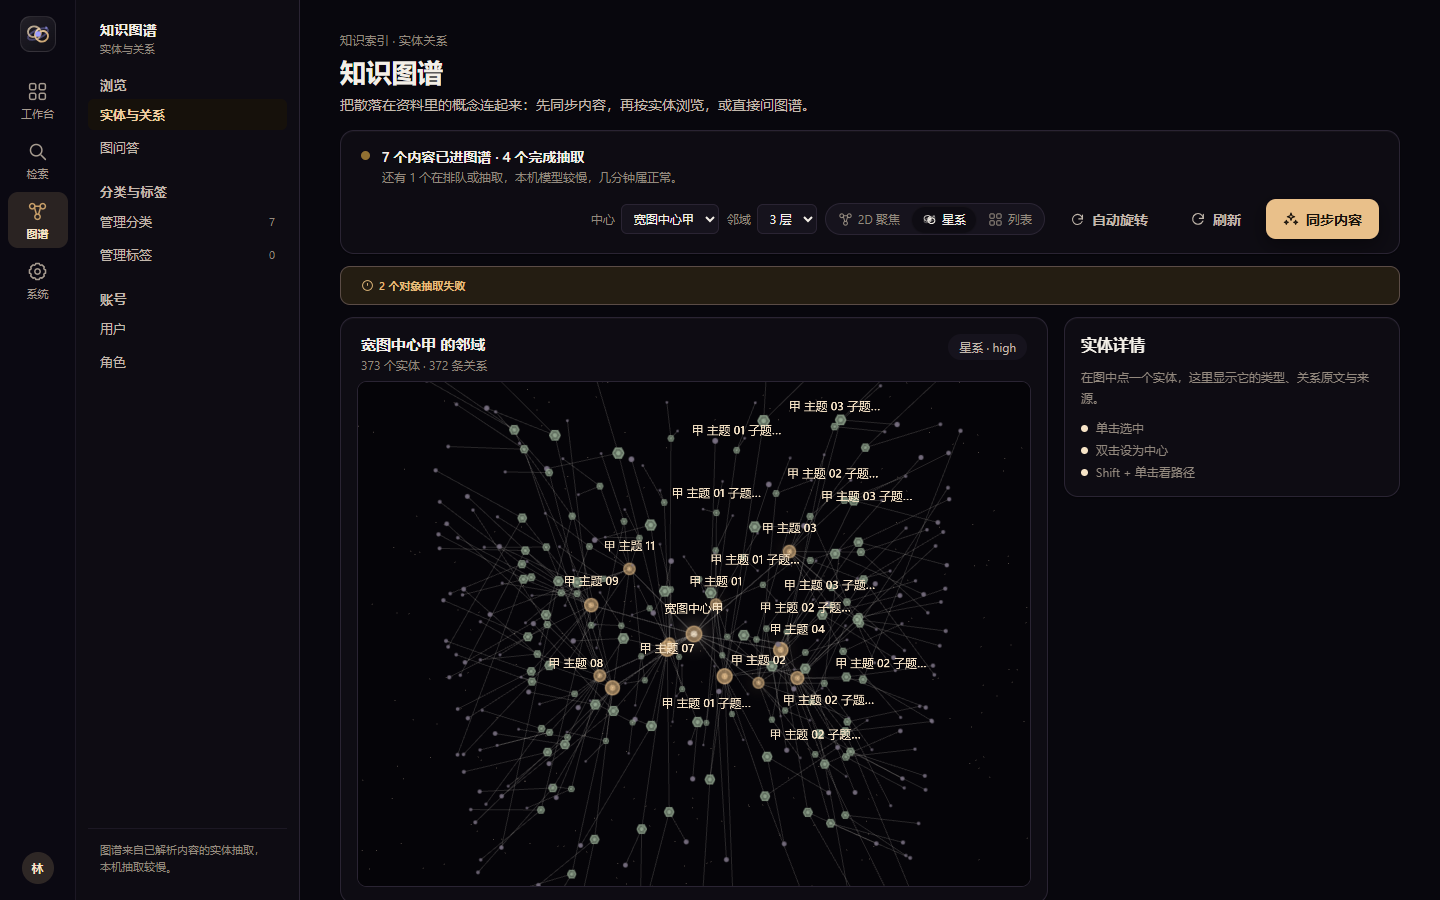 工作台
检索
图谱
系统
林
知识图谱
实体与关系
浏览
实体与关系
图问答
分类与标签
管理分类 7
管理标签 0
账号
用户
角色
图谱来自已解析内容的实体抽取，
本机抽取较慢。
知识索引 · 实体关系
知识图谱
把散落在资料里的概念连起来：先同步内容，再按实体浏览，或直接问图谱。
7 个内容已进图谱 · 4 个完成抽取
还有 1 个在排队或抽取，本机模型较慢，几分钟属正常。
中心 宽图中心甲 邻域 3 层 2D 聚焦 星系 列表 自动旋转 刷新 同步内容
2 个对象抽取失败
宽图中心甲 的邻域
373 个实体 · 372 条关系
星系 · high
甲 主题 03 子题...
甲 主题 01 子题...
甲 主题 02 子题...
甲 主题 01 子题...
甲 主题 03 子题...
甲 主题 03
甲 主题 11
甲 主题 01 子题...
甲 主题 09
甲 主题 01
甲 主题 03 子题...
宽图中心甲
甲 主题 02 子题...
甲 主题 04
甲 主题 07
甲 主题 08
甲 主题 02
甲 主题 02 子题...
甲 主题 01 子题...
甲 主题 02 子题...
甲 主题 02 子题...
实体详情
在图中点一个实体，这里显示它的类型、关系原文与来
源。
单击选中
双击设为中心
Shift + 单击看路径